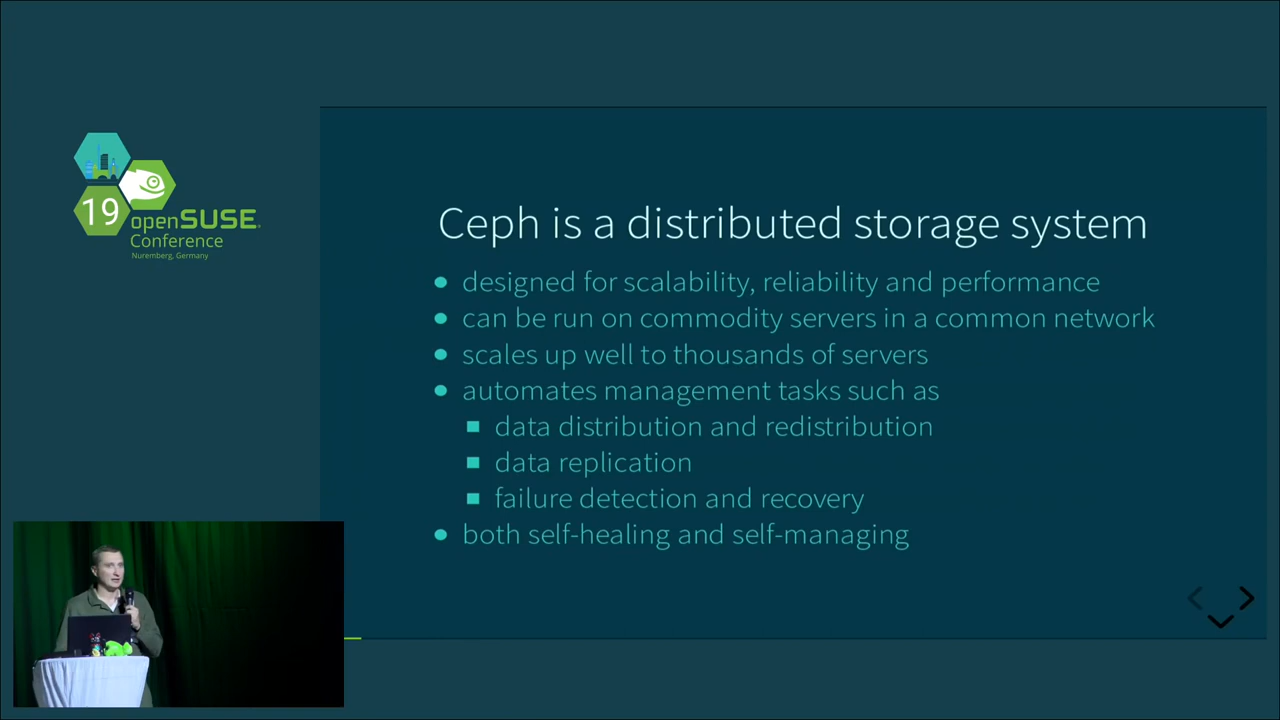 19
openSUSE
Conference
Nuremberg, Germany
Ceph is a distributed storage system
designed for scalability, reliability and performance
can be run on commodity servers in a common network
scales up well to thousands of servers
automates management tasks such as
data distribution and redistribution
data replication
failure detection and recovery
both self-healing and self-managing